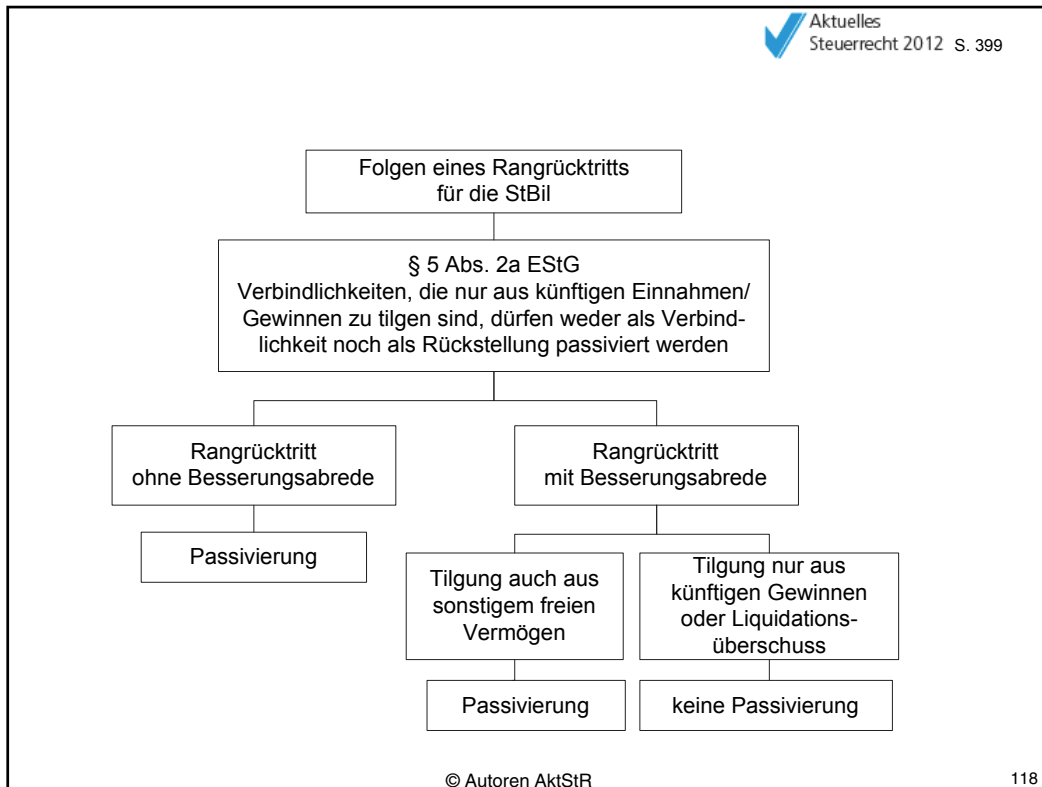 Aktuelles
Steuerrecht 2012 S. 399
Folgen eines Rangrücktritts
für die StBil
§ 5 Abs. 2a EStG
Verbindlichkeiten, die nur aus künftigen Einnahmen/
Gewinnen zu tilgen sind, dürfen weder als Verbind-
lichkeit noch als Rückstellung passiviert werden
Rangrücktritt
ohne Besserungsabrede
Passivierung
Rangrücktritt
mit Besserungsabrede
Tilgung auch aus
sonstigem freien
Vermögen
Passivierung
Tilgung nur aus
künftigen Gewinnen
oder Liquidations-
überschuss
keine Passivierung
© Autoren AktStR
118